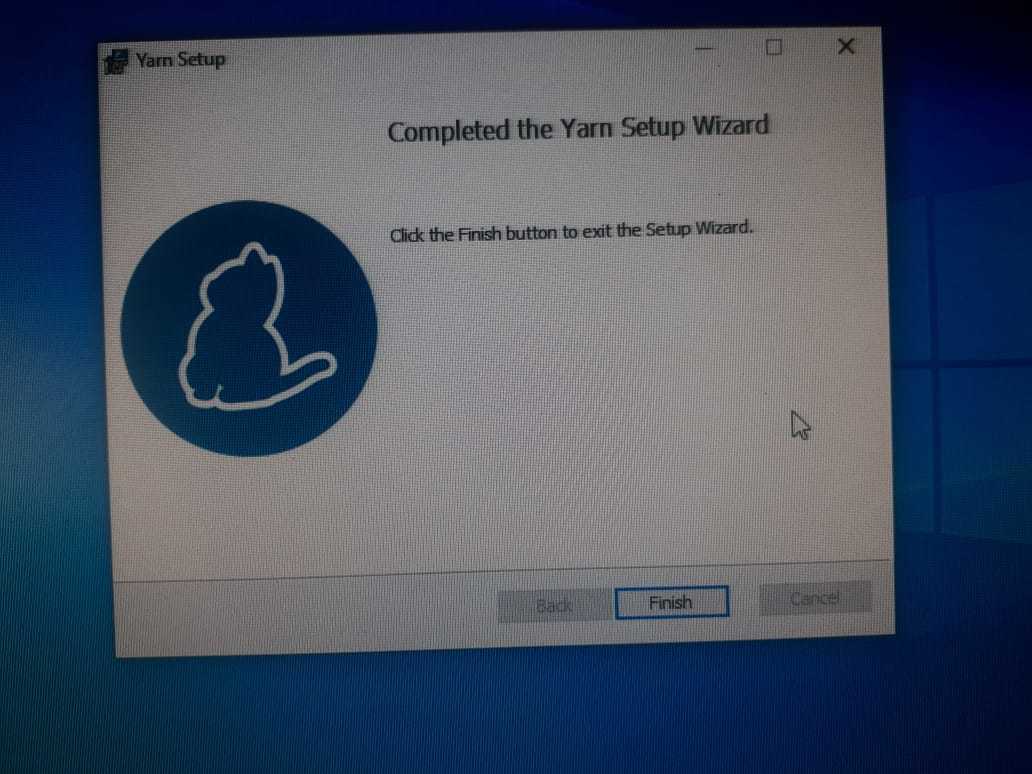 Yarn Setup
Completed the Yarn Setup Wizard
Click the Finish button to exit the Setup Wizard.
Back
Finish
Cancel